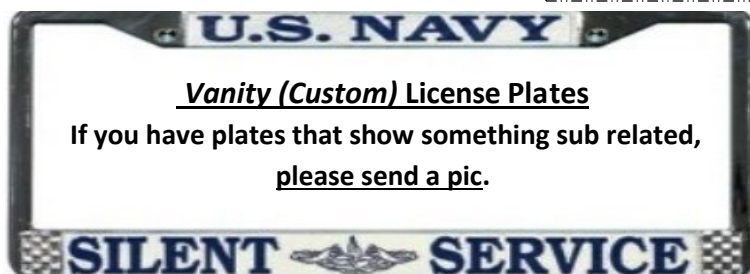 U.S. NAVY
Vanity (Custom) License Plates
If you have plates that show something sub related,
please send a pic.
SILENT SERVICE